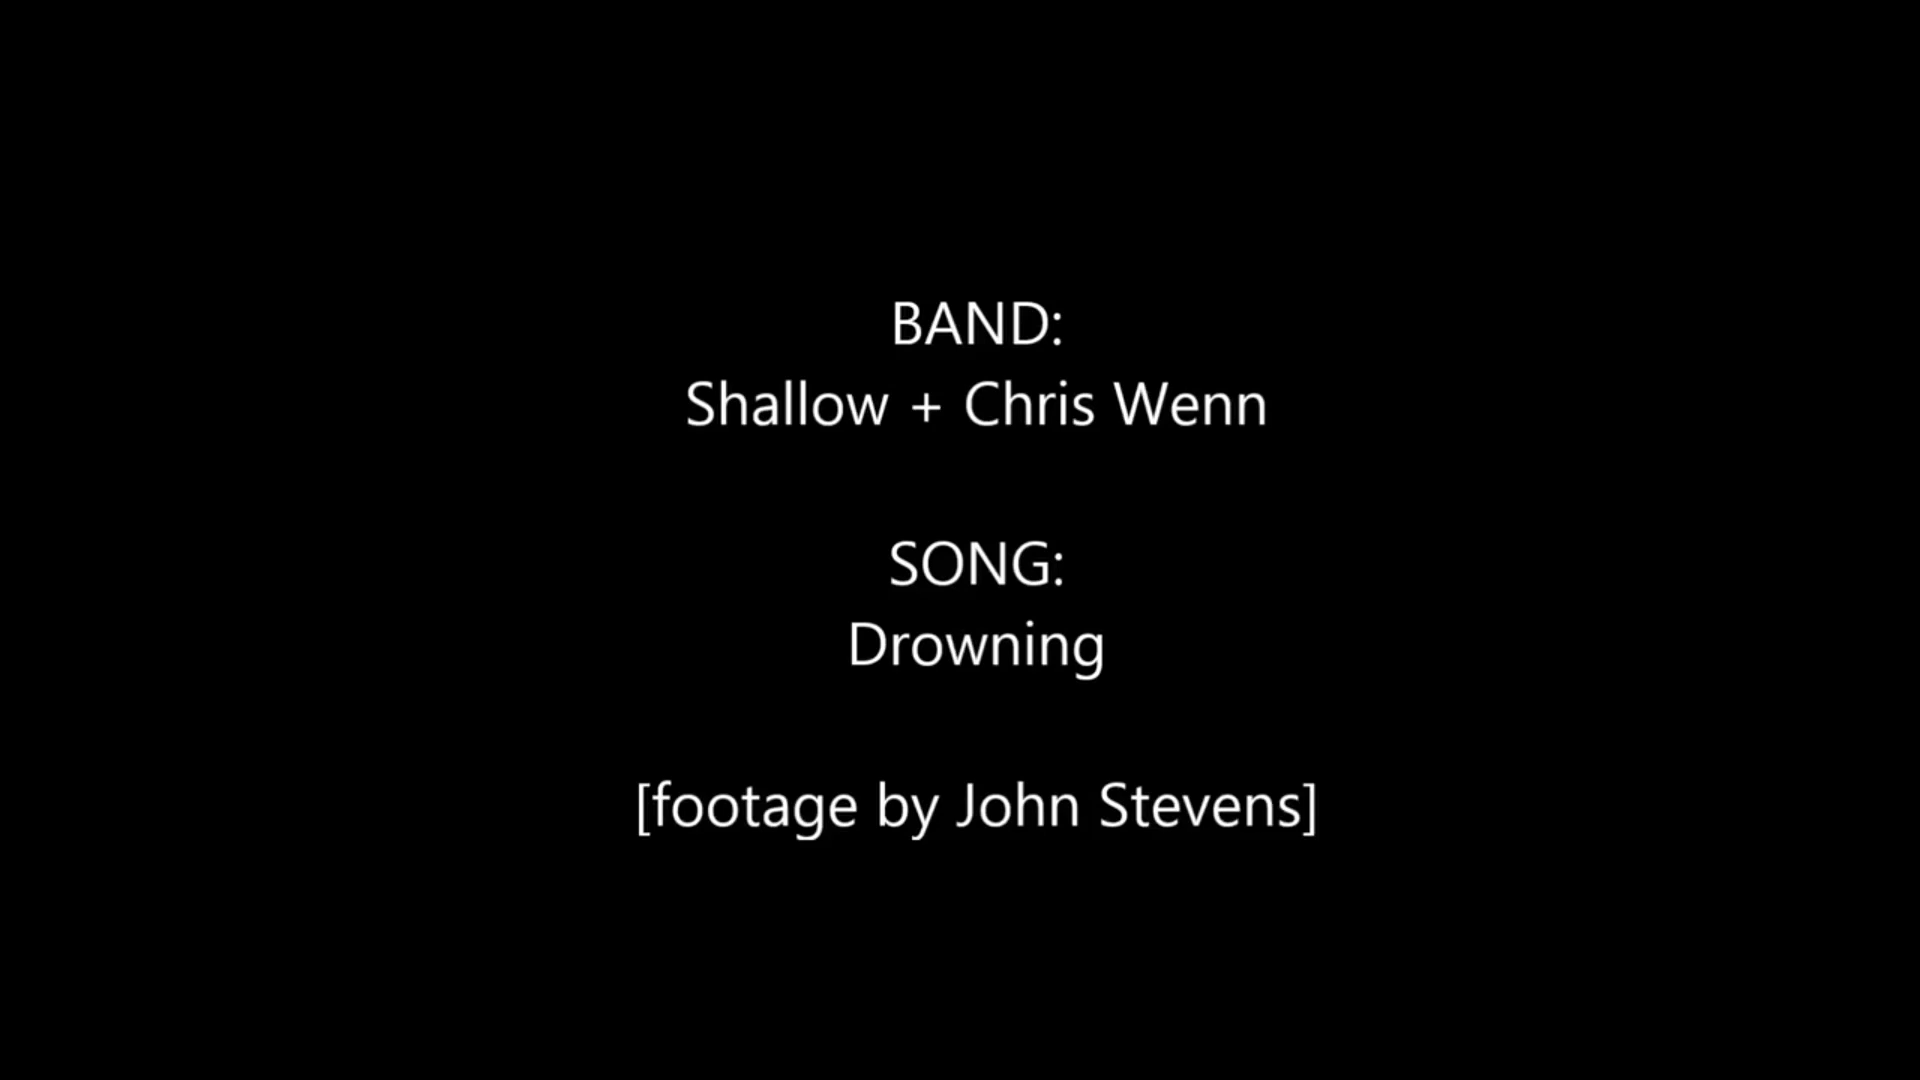 BAND:
Shallow + Chris Wenn
SONG:
Drowning
[footage by John Stevens]